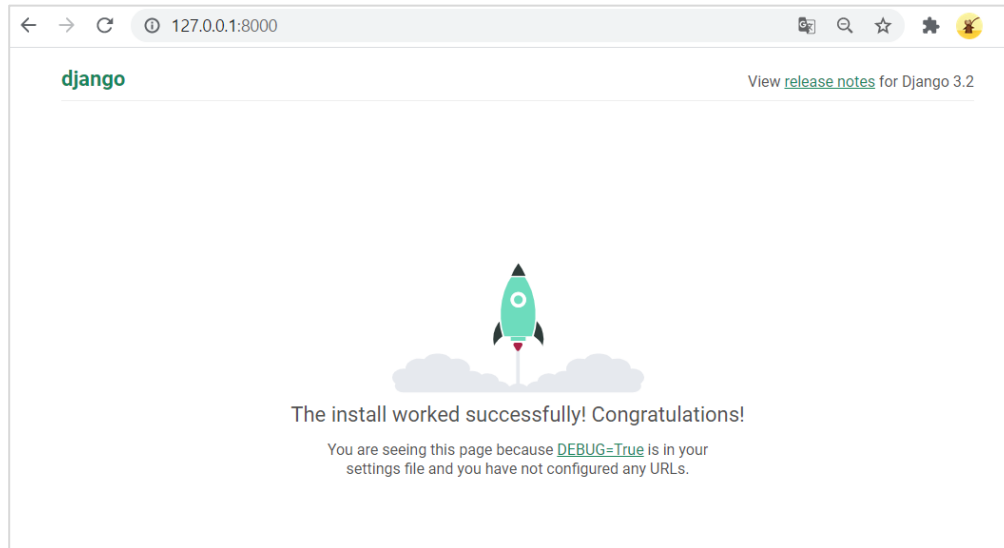 127.0.0.1:8000
django
View release notes for Django 3.2
The install worked successfully! Congratulations!
You are seeing this page because DEBUG=True is in your
settings file and you have not configured any URLs.